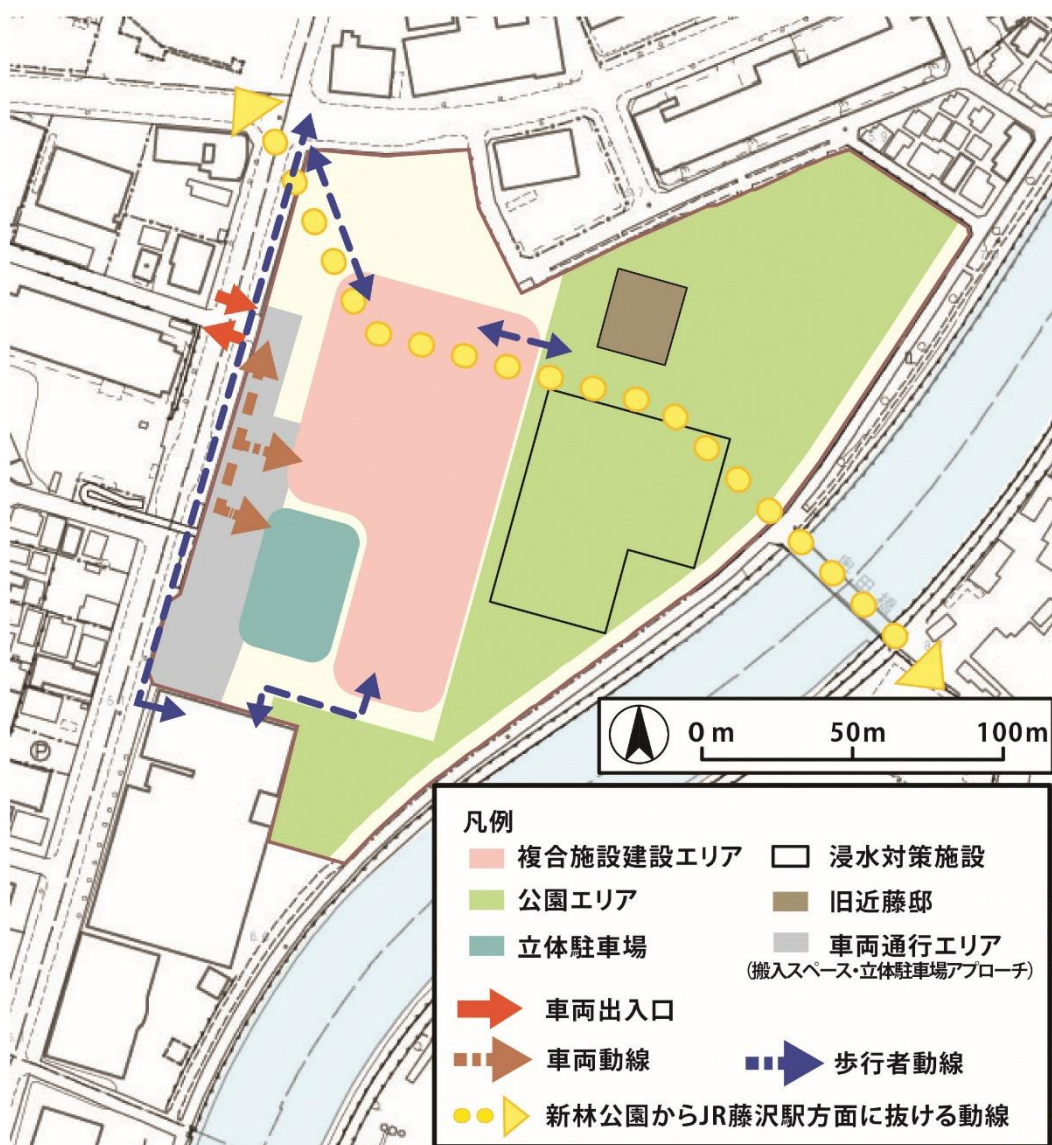 奥田橋
0 m 50m 100m
凡例
複合施設建設エリア
浸水対策施設
公園エリア
旧近藤邸
立体駐車場
車両通行エリア
(搬入スペース・立体駐車場アプローチ)
車両出入口
車両動線
歩行者動線
新林公園からJR藤沢駅方面に抜ける動線
P